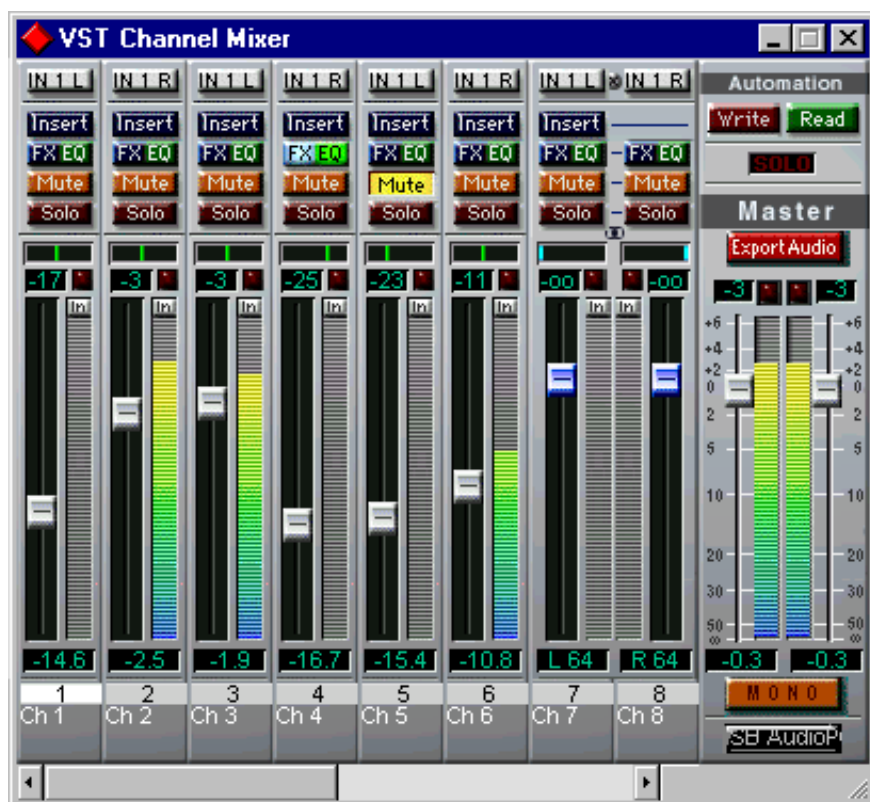 VST Channel Mixer
IN 1 L IN 1 R IN 1 L IN 1 R IN 1 L IN 1 R IN 1 L IN 1 R
Insert Insert Insert Insert Insert Insert Insert
FX EQ FX EQ FX EQ FX EQ FX EQ FX EQ FX EQ FX EQ
Mute Mute Mute Mute Mute Mute Mute Mute
Solo Solo Solo Solo Solo Solo Solo Solo
-17 -3 -3 -25 -23 -11 -oo -oo
In In In In In In In In
-14.6 -2.5 -1.9 -16.7 -15.4 -10.8 L 64 R 64
1 2 3 4 5 6 7 8
Ch 1 Ch 2 Ch 3 Ch 4 Ch 5 Ch 6 Ch 7 Ch 8
Automation
Write Read
SOLO
Master
Export Audio
-3 -3
+6 +6
+4 +4
+2 +2
0 0
2 2
5 5
10 10
20 20
30 30
50 50
∞ ∞
-0.3 -0.3
MONO
SB AudioP